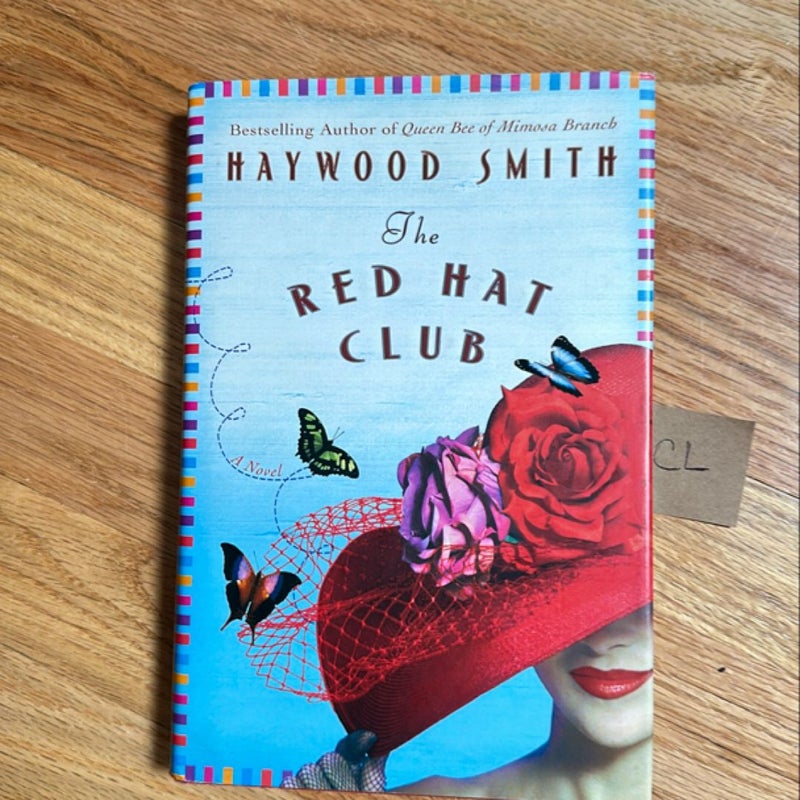 Bestselling Author of Queen Bee of Mimosa Branch
HAYWOOD SMITH
The
RED HAT
CLUB
A Novel
CL